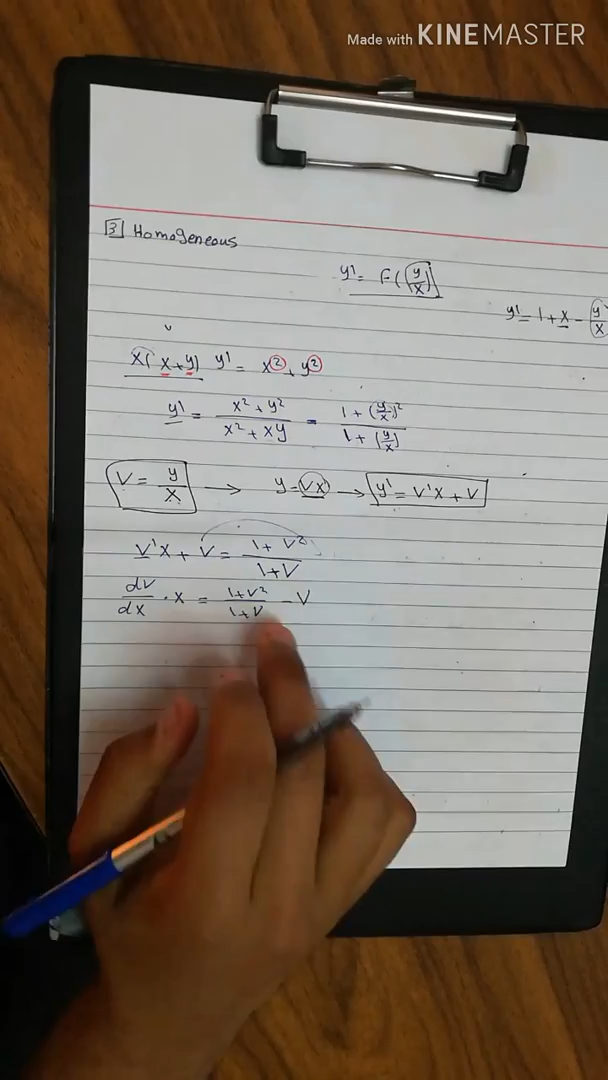 Made with KINEMASTER
[3] Homogeneous
y' = F(y/x)
y' = 1 + x - y/x
x(x+y) y' = x² + y²
y' = (x² + y²)/(x² + xy) = (1 + (y/x)²)/(1 + (y/x))
V = y/x → y = Vx → y' = V'x + V
V'x + V = (1 + V²)/(1 + V)
dV/dx · x = (1+V²)/(1+V) - V